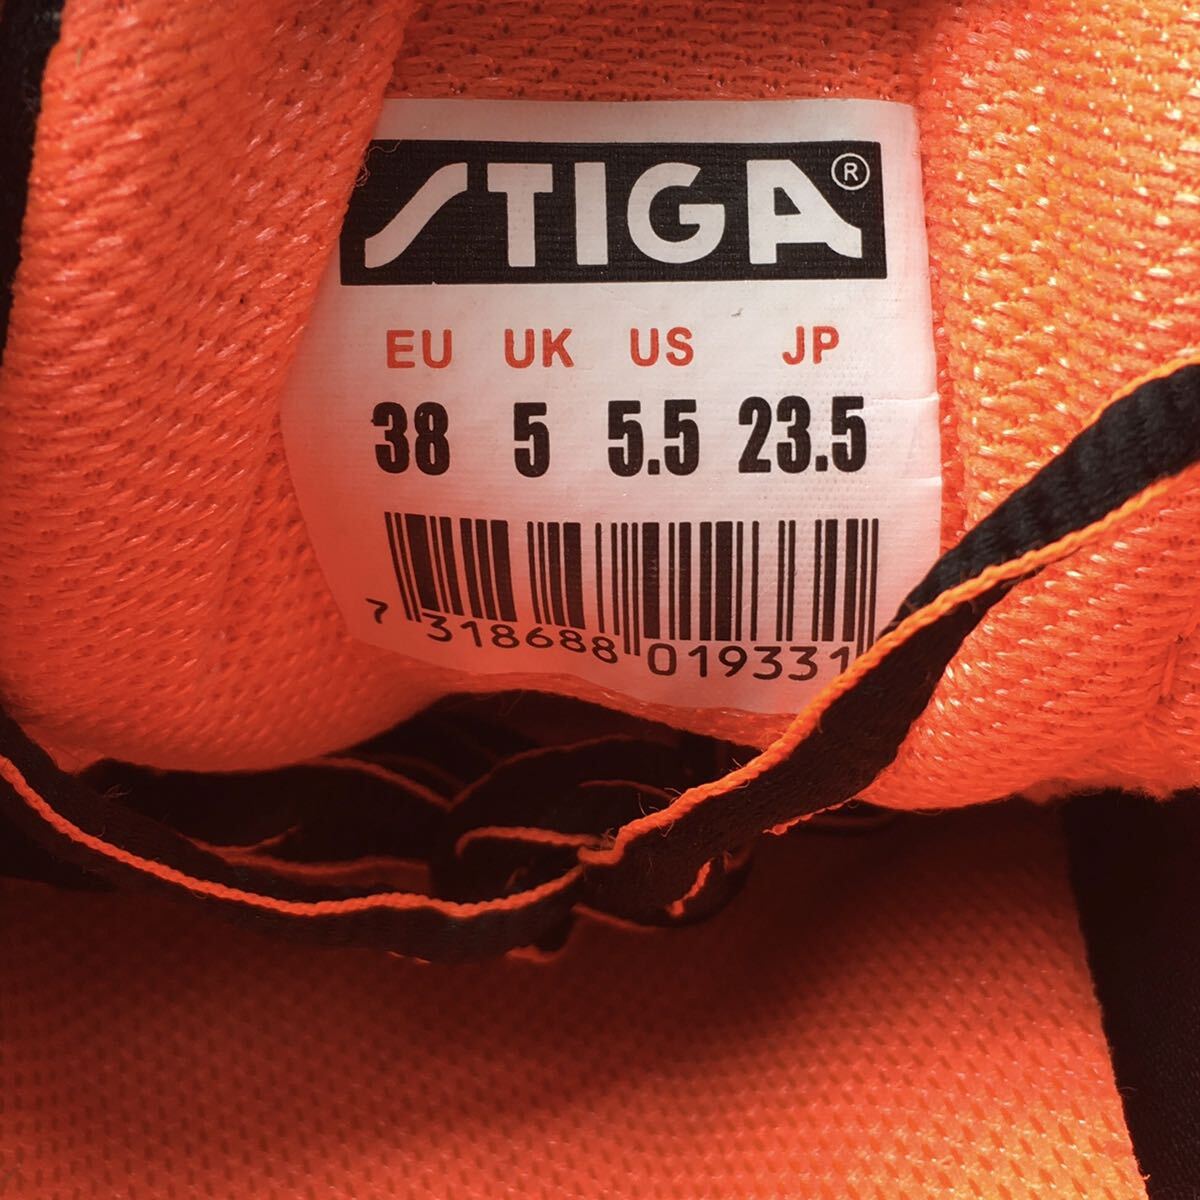 STIGA®
EU UK US JP
38 5 5.5 23.5
7 318688 019331